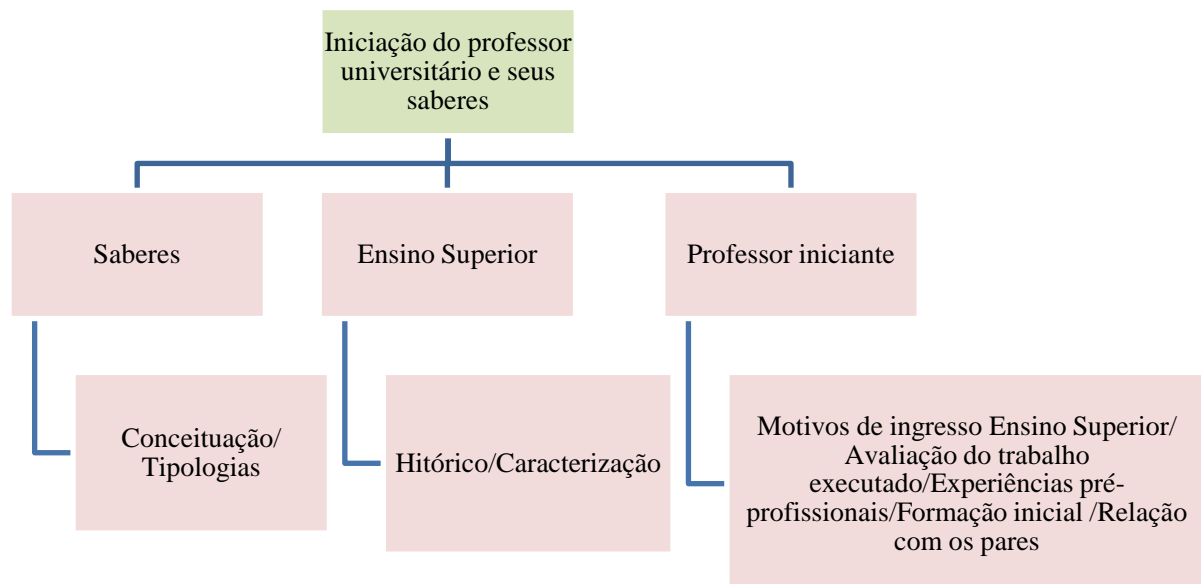 Iniciação do professor
universitário e seus
saberes
Saberes
Ensino Superior
Professor iniciante
Conceituação/
Tipologias
Hitórico/Caracterização
Motivos de ingresso Ensino Superior/
Avaliação do trabalho
executado/Experiências pré-
profissionais/Formação inicial /Relação
com os pares